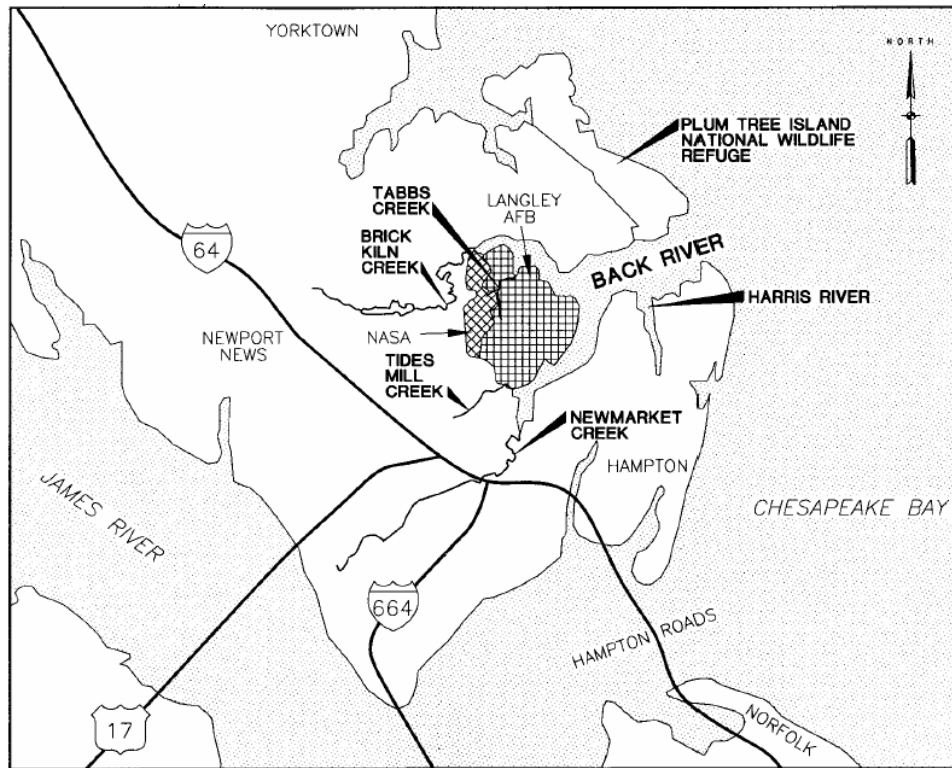 YORKTOWN
NORTH
PLUM TREE ISLAND
NATIONAL WILDLIFE
REFUGE
TABBS
CREEK
LANGLEY
AFB
BRICK
KILN
CREEK
64
BACK RIVER
HARRIS RIVER
NEWPORT
NEWS
NASA
TIDES
MILL
CREEK
NEWMARKET
CREEK
HAMPTON
JAMES RIVER
CHESAPEAKE BAY
664
HAMPTON ROADS
17
NORFOLK